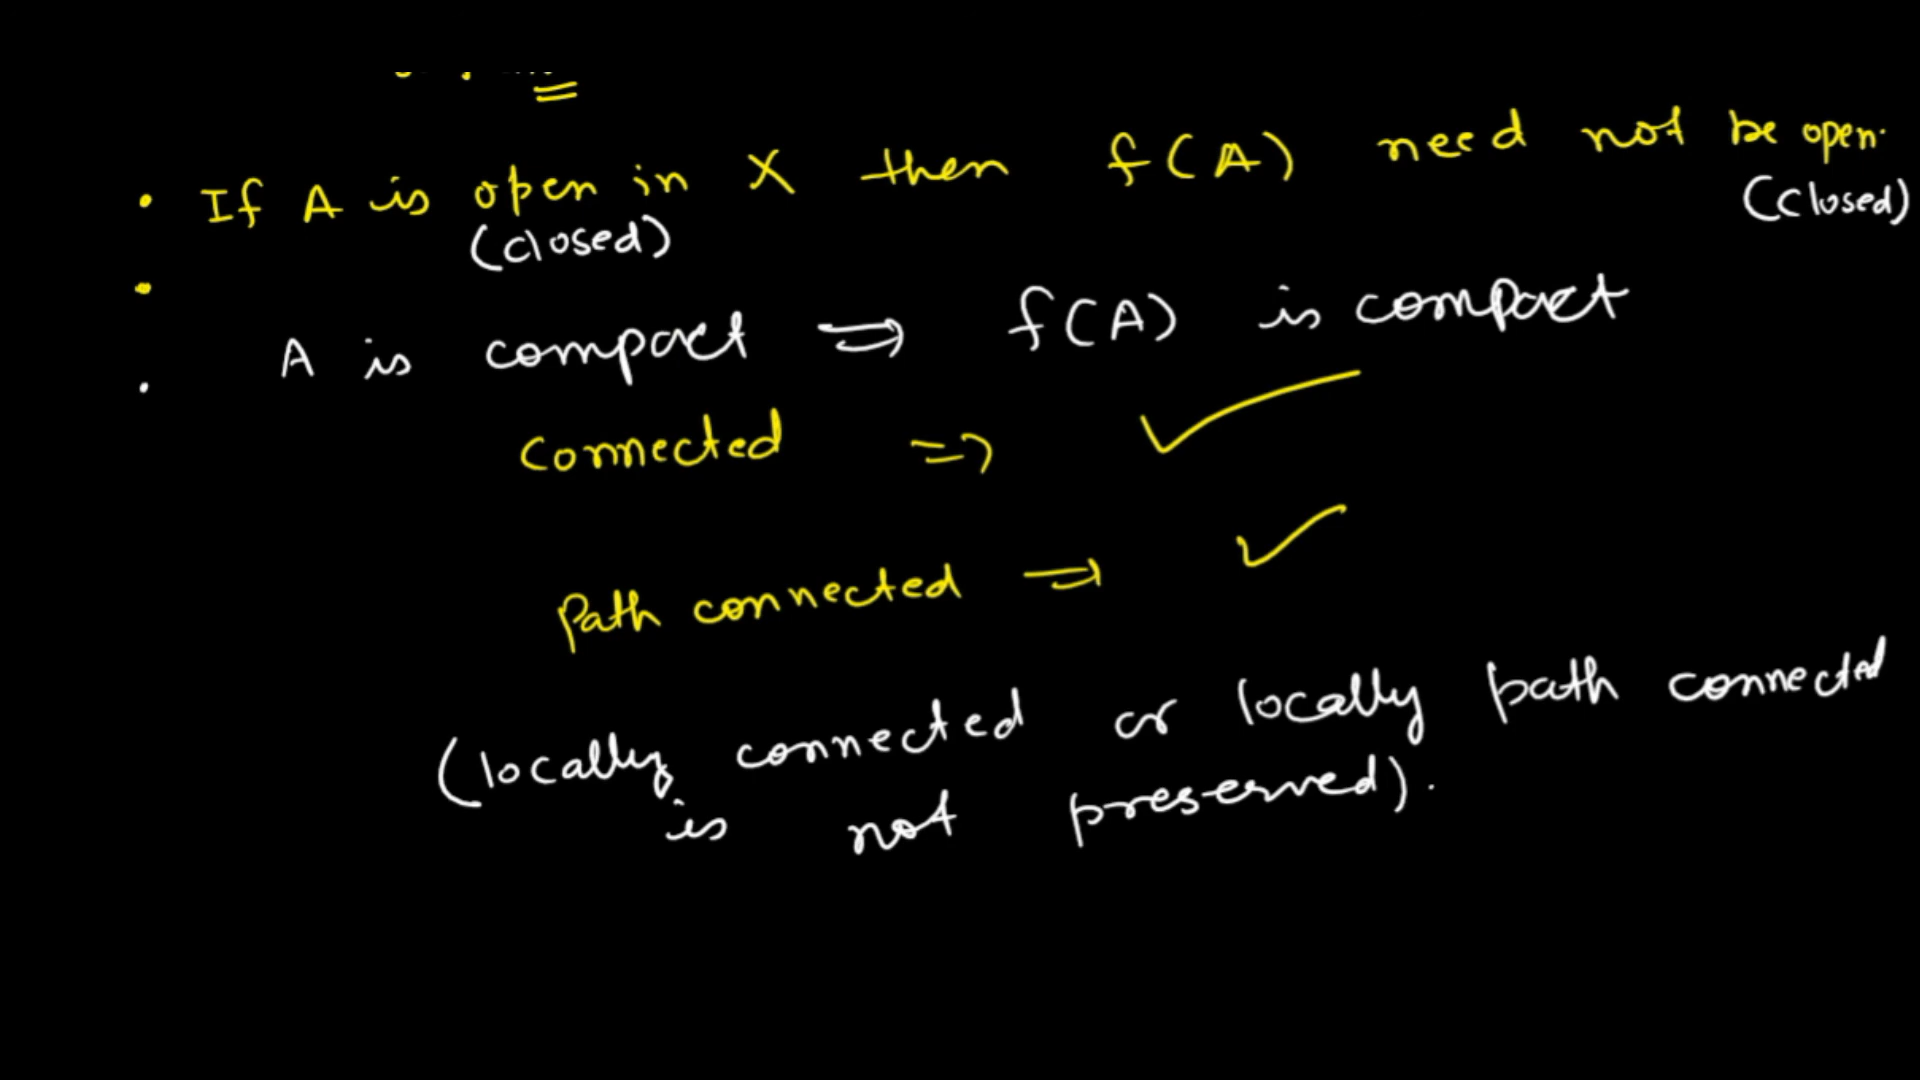 • If A is open in X then f(A) need not be open.
(closed) (closed)
•
• A is compact ⇒ f(A) is compact
connected ⇒ ✓
Path connected ⇒ ✓
(locally connected or locally path connected
is not preserved).